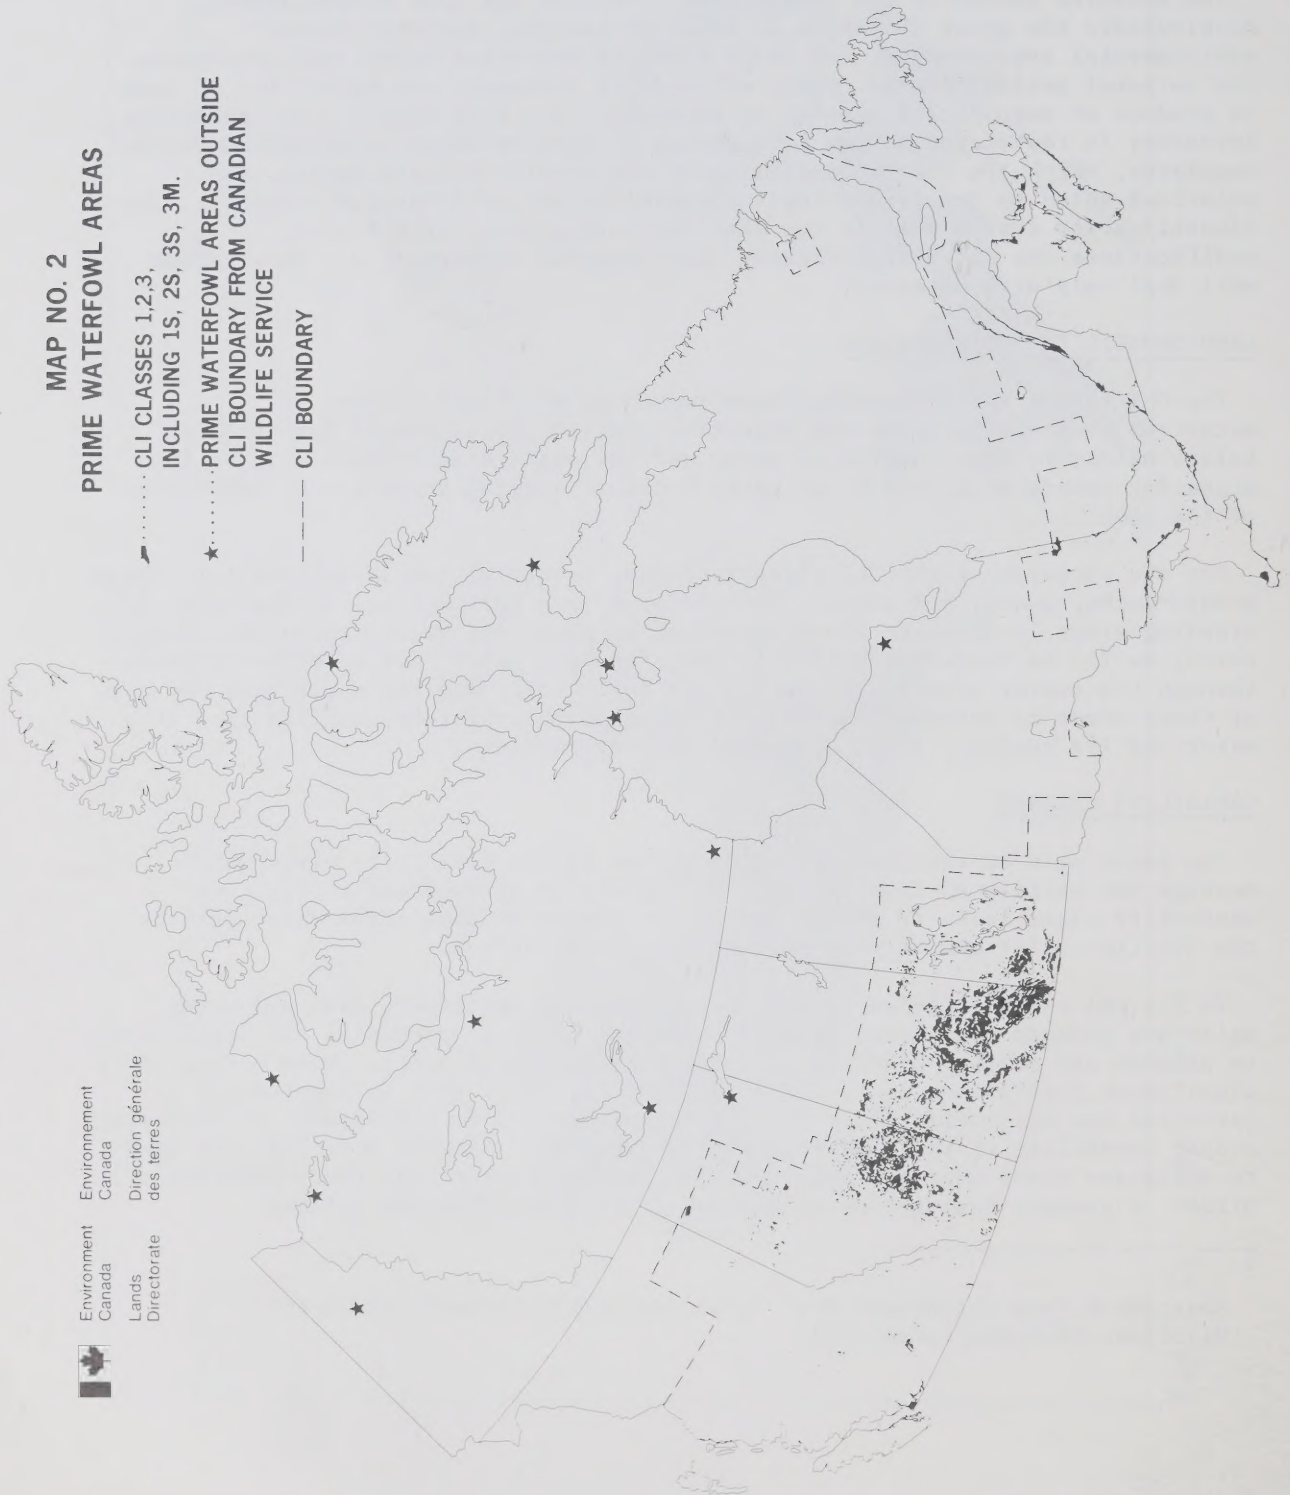 Environment
Canada
Environnement
Canada
Lands
Directorate
Direction générale
des terres
MAP NO. 2
PRIME WATERFOWL AREAS
CLI CLASSES 1,2,3,
INCLUDING 1S, 2S, 3S, 3M.
PRIME WATERFOWL AREAS OUTSIDE
CLI BOUNDARY FROM CANADIAN
WILDLIFE SERVICE
CLI BOUNDARY